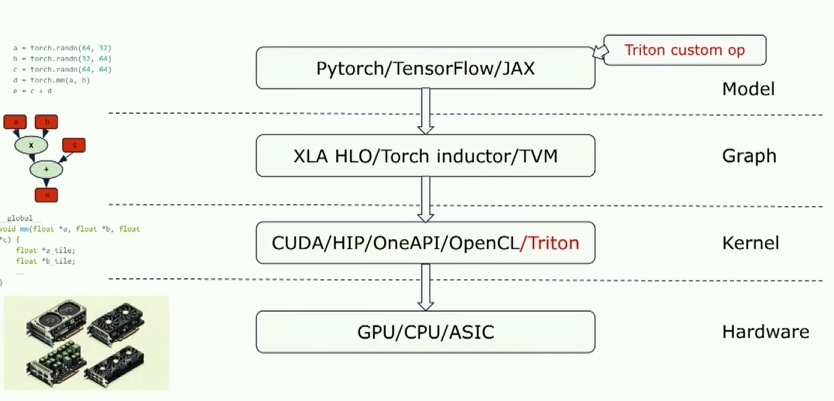 a = torch.randn(64, 32)
b = torch.randn(32, 64)
c = torch.randn(64, 64)
d = torch.mm(a, b)
e = c + d
Pytorch/TensorFlow/JAX
Triton custom op
Model
a
b
x
c
+
XLA HLO/Torch inductor/TVM
Graph
global
void mm(float *a, float *b, float
*c) {
float *a_tile;
float *b_tile;
...
}
CUDA/HIP/OneAPI/OpenCL/Triton
Kernel
GPU/CPU/ASIC
Hardware